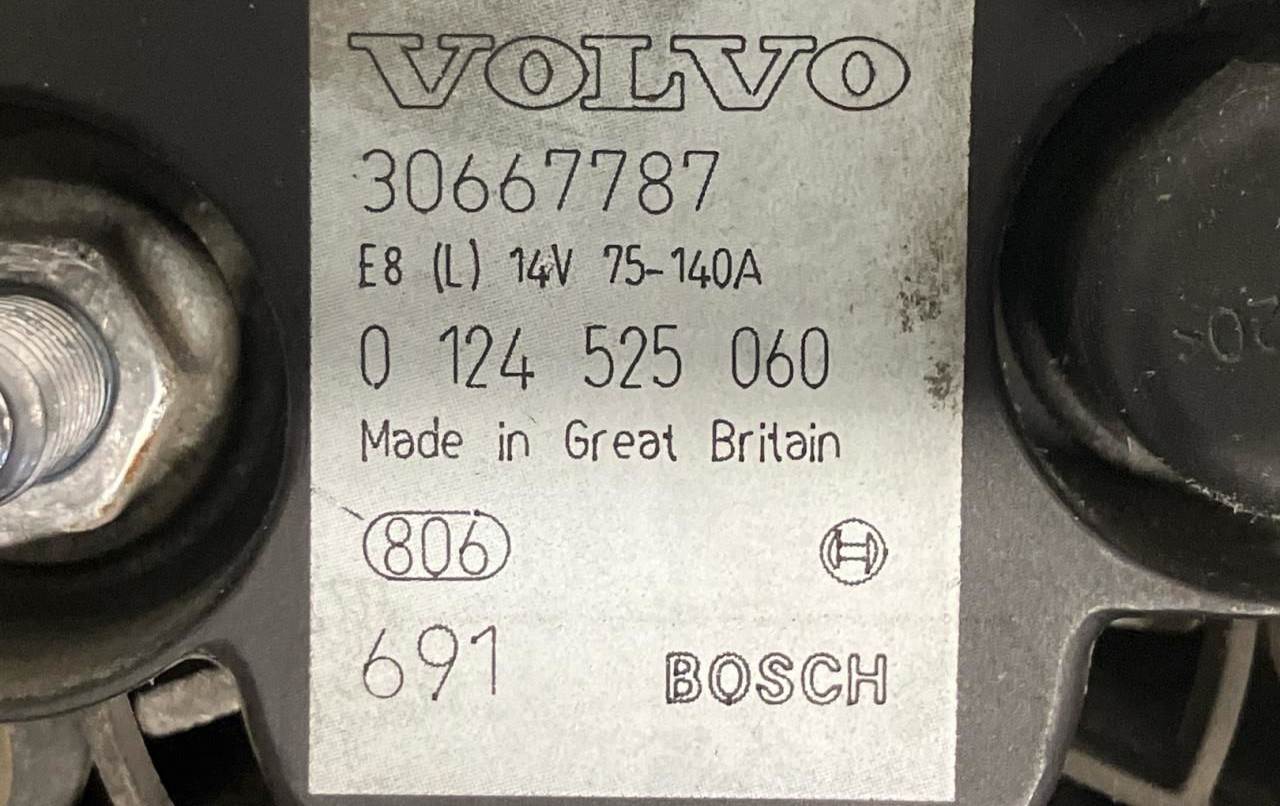 VOLVO
30667787
E8 (L) 14V 75-140A
0 124 525 060
Made in Great Britain
806
691 BOSCH